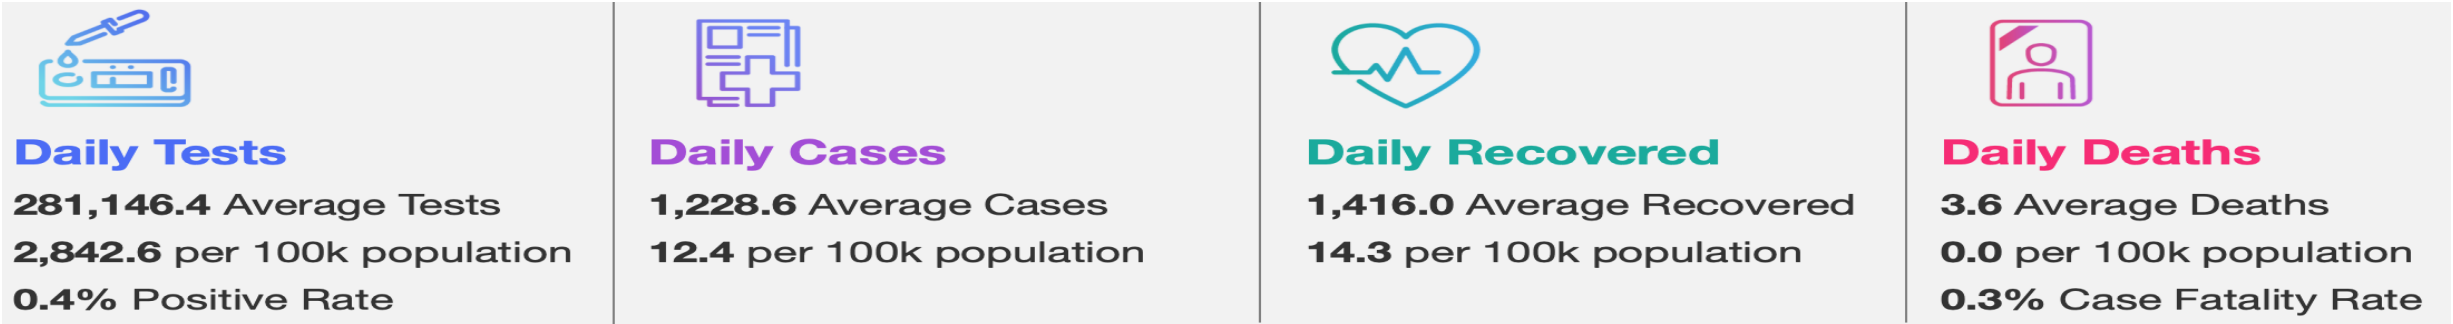 Daily Tests
281,146.4 Average Tests
2,842.6 per 100k population
0.4% Positive Rate
Daily Cases
1,228.6 Average Cases
12.4 per 100k population
Daily Recovered
1,416.0 Average Recovered
14.3 per 100k population
Daily Deaths
3.6 Average Deaths
0.0 per 100k population
0.3% Case Fatality Rate